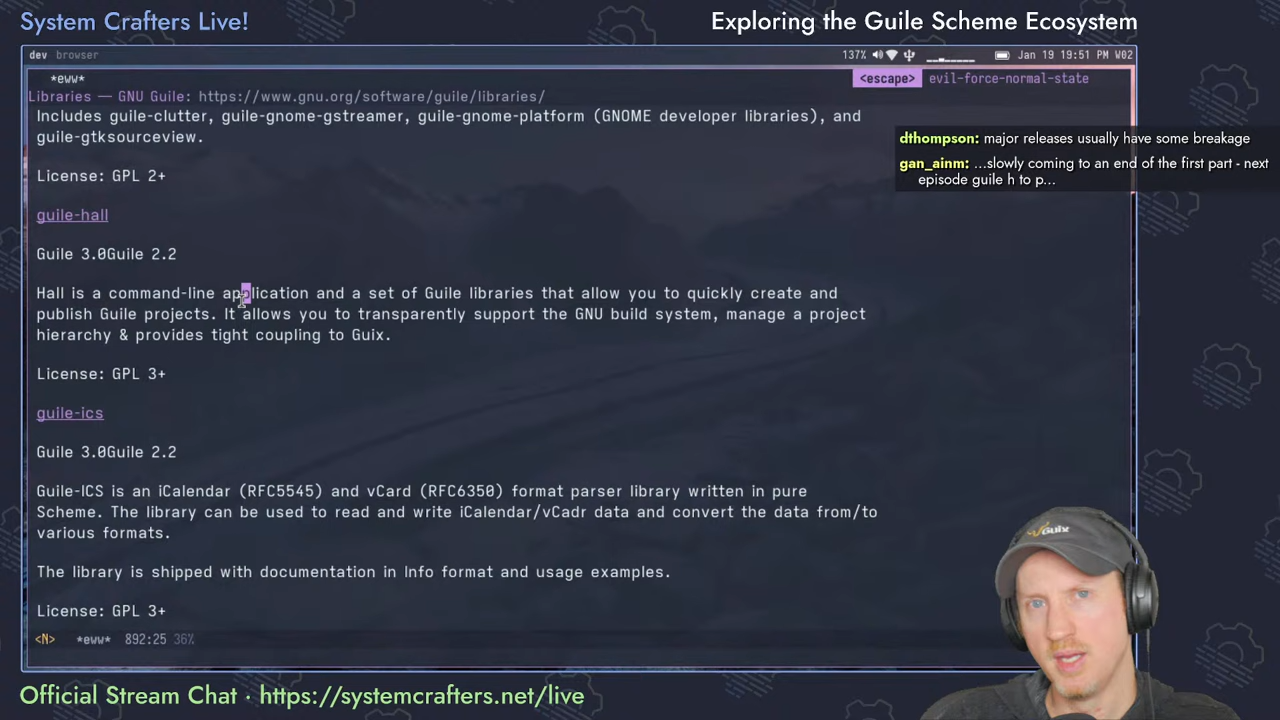 System Crafters Live!
Exploring the Guile Scheme Ecosystem
dev browser
137%
Jan 19 19:51 PM W02
*eww*
<escape> evil-force-normal-state
Libraries — GNU Guile: https://www.gnu.org/software/guile/libraries/
Includes guile-clutter, guile-gnome-gstreamer, guile-gnome-platform (GNOME developer libraries), and
guile-gtksourceview.
dthompson: major releases usually have some breakage
gan_ainm: ...slowly coming to an end of the first part - next
episode guile h to p...
License: GPL 2+
guile-hall
Guile 3.0Guile 2.2
Hall is a command-line application and a set of Guile libraries that allow you to quickly create and
publish Guile projects. It allows you to transparently support the GNU build system, manage a project
hierarchy & provides tight coupling to Guix.
License: GPL 3+
guile-ics
Guile 3.0Guile 2.2
Guile-ICS is an iCalendar (RFC5545) and vCard (RFC6350) format parser library written in pure
Scheme. The library can be used to read and write iCalendar/vCadr data and convert the data from/to
various formats.
The library is shipped with documentation in Info format and usage examples.
License: GPL 3+
Guix
<N> *eww* 892:25 36%
Official Stream Chat · https://systemcrafters.net/live